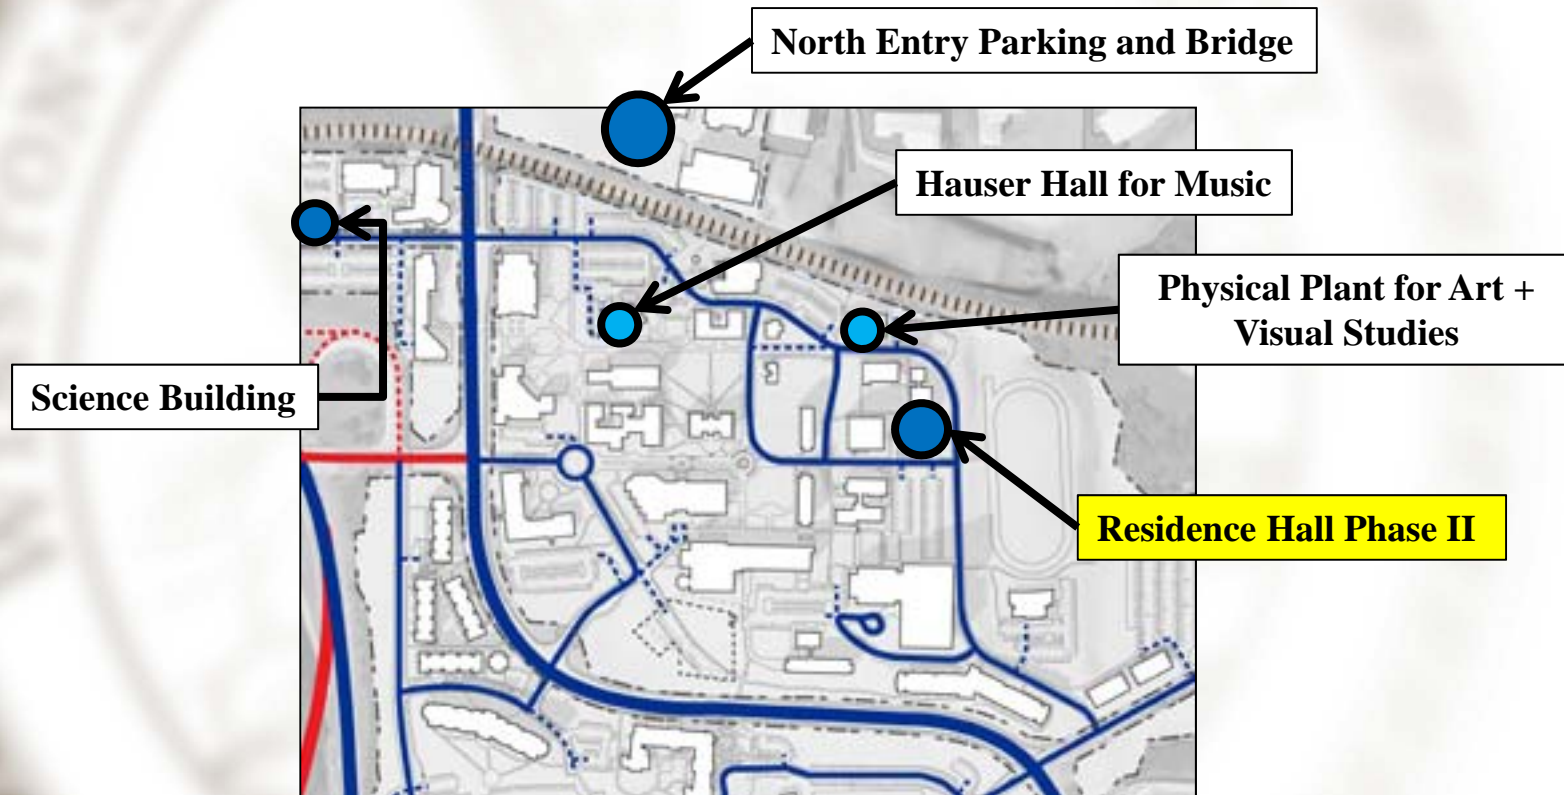 North Entry Parking and Bridge
Hauser Hall for Music
Physical Plant for Art +
Visual Studies
Science Building
Residence Hall Phase II